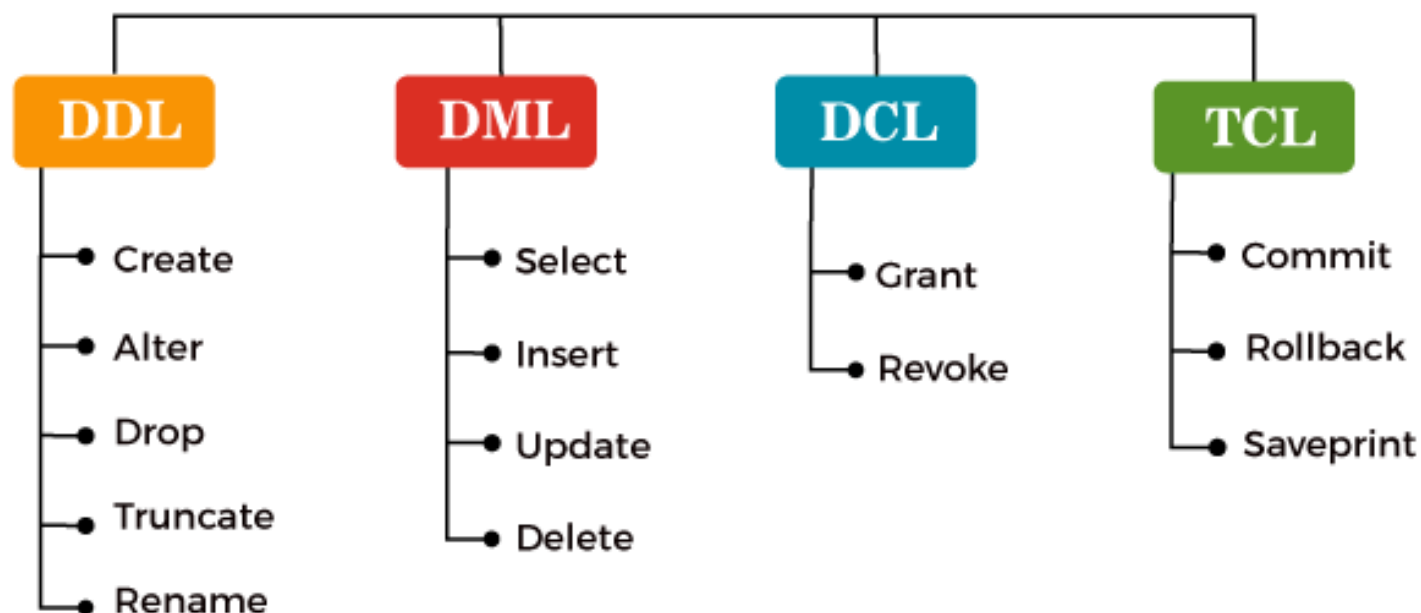 DDL
Create
Alter
Drop
Truncate
Rename
DML
Select
Insert
Update
Delete
DCL
Grant
Revoke
TCL
Commit
Rollback
Saveprint